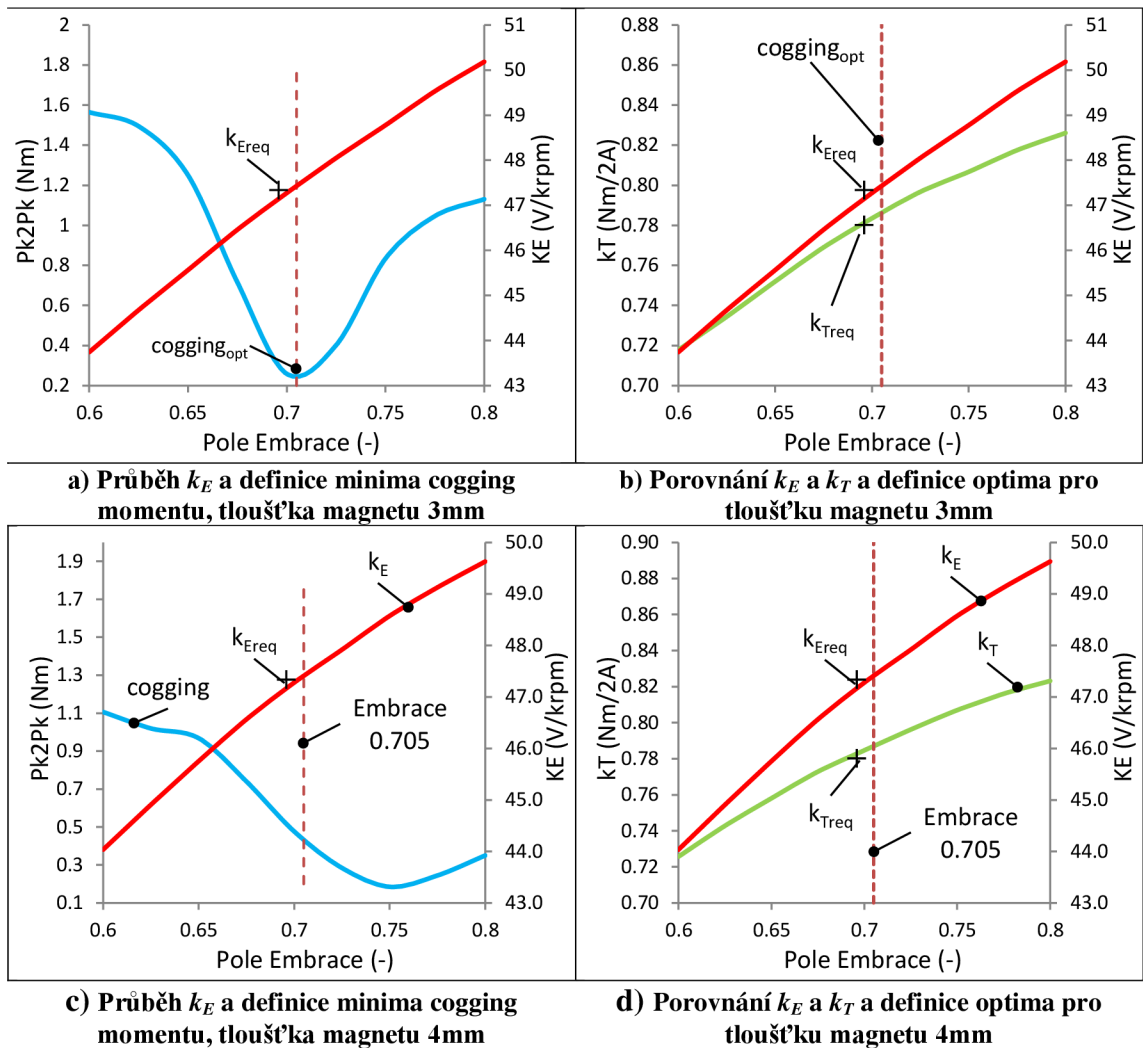 2
1.8
1.6
1.4
1.2
1
0.8
0.6
0.4
0.2
Pk2Pk (Nm)
0.6
0.65
0.7
0.75
0.8
Pole Embrace (-)
51
50
49
48
47
46
45
44
43
KE (V/krpm)
kEreq
coggingopt
a) Průběh kE a definice minima cogging
momentu, tloušťka magnetu 3mm
0.88
0.86
0.84
0.82
0.80
0.78
0.76
0.74
0.72
0.70
kT (Nm/2A)
0.6
0.65
0.7
0.75
0.8
Pole Embrace (-)
51
50
49
48
47
46
45
44
43
KE (V/krpm)
coggingopt
kEreq
kTreq
b) Porovnání kE a kT a definice optima pro
tloušťku magnetu 3mm
1.9
1.7
1.5
1.3
1.1
0.9
0.7
0.5
0.3
0.1
Pk2Pk (Nm)
0.6
0.65
0.7
0.75
0.8
Pole Embrace (-)
50.0
49.0
48.0
47.0
46.0
45.0
44.0
43.0
KE (V/krpm)
kE
kEreq
cogging
Embrace
0.705
c) Průběh kE a definice minima cogging
momentu, tloušťka magnetu 4mm
0.90
0.88
0.86
0.84
0.82
0.80
0.78
0.76
0.74
0.72
0.70
kT (Nm/2A)
0.6
0.65
0.7
0.75
0.8
Pole Embrace (-)
50.0
49.0
48.0
47.0
46.0
45.0
44.0
43.0
KE (V/krpm)
kE
kEreq
kT
kTreq
Embrace
0.705
d) Porovnání kE a kT a definice optima pro
tloušťku magnetu 4mm